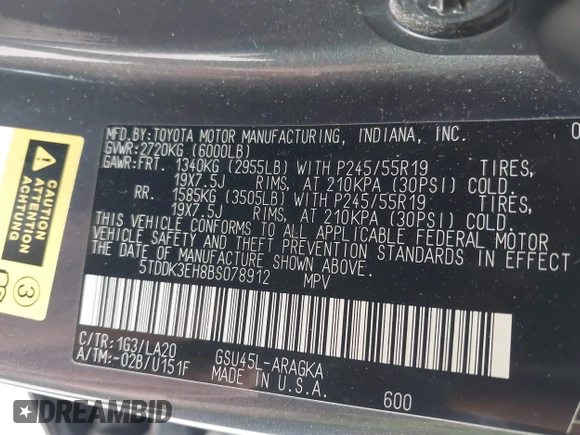 MFD.BY:TOYOTA MOTOR MANUFACTURING, INDIANA, INC.
GVWR:2720KG (6000LB)
GAWR:FRT. 1340KG (2955LB) WITH P245/55R19 TIRES,
19X7.5J RIMS, AT 210KPA (30PSI) COLD.
RR. 1585KG (3505LB) WITH P245/55R19 TIRES,
19X7.5J RIMS, AT 210KPA (30PSI) COLD.
THIS VEHICLE CONFORMS TO ALL APPLICABLE FEDERAL MOTOR
VEHICLE SAFETY AND THEFT PREVENTION STANDARDS IN EFFECT
ON THE DATE OF MANUFACTURE SHOWN ABOVE.
5TDDK3EH8BS078912 MPV
C/TR:1G3/LA20 GSU45L-ARAGKA
A/TM:-02B/U151F MADE IN U.S.A.
600
CAUTION
ATTENTION
ACHTUNG
3
DREAMBID